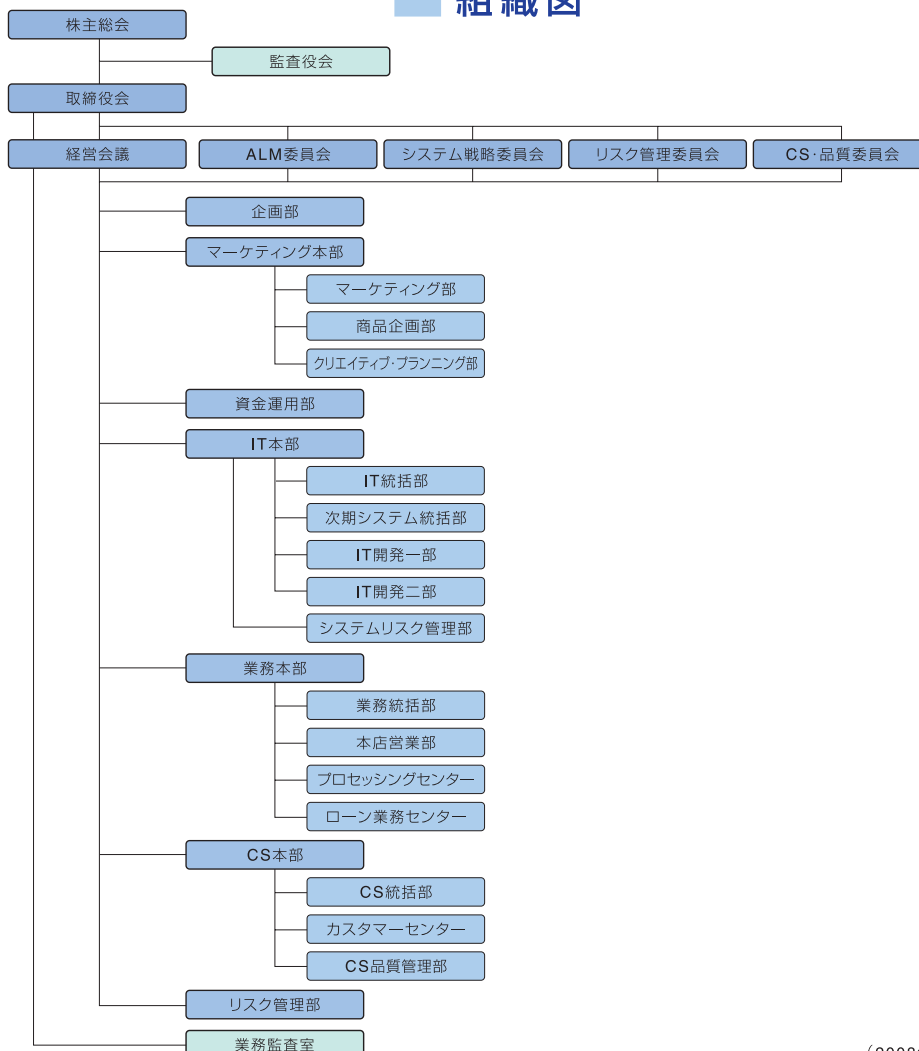 組織図
株主総会
監査役会
取締役会
経営会議
ALM委員会
システム戦略委員会
リスク管理委員会
CS・品質委員会
企画部
マーケティング本部
マーケティング部
商品企画部
クリエイティブ・プランニング部
資金運用部
IT本部
IT統括部
次期システム統括部
IT開発一部
IT開発二部
システムリスク管理部
業務本部
業務統括部
本店営業部
プロセッシングセンター
ローン業務センター
CS本部
CS統括部
カスタマーセンター
CS品質管理部
リスク管理部
業務監査室